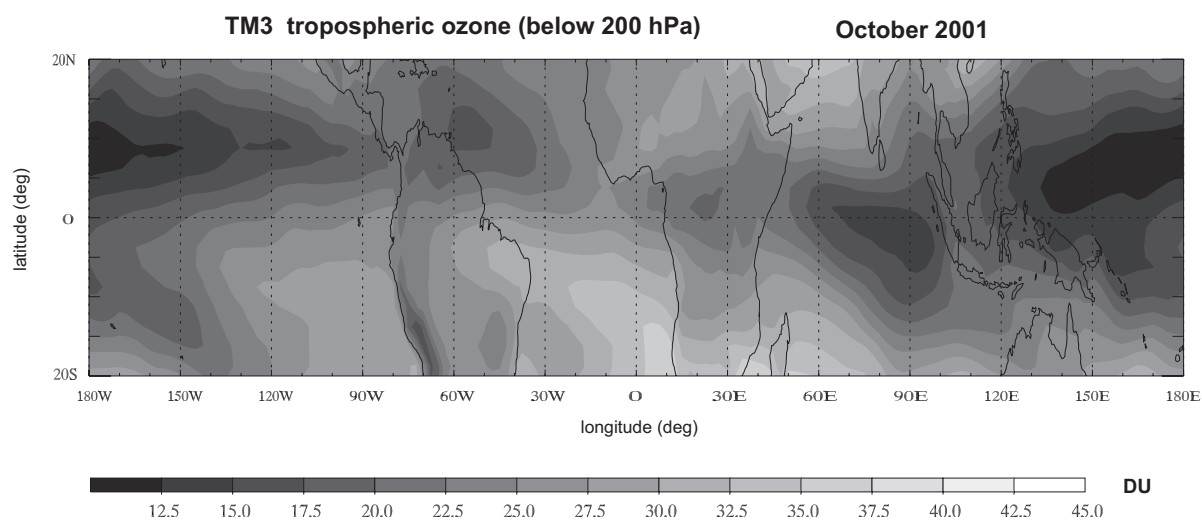 TM3 tropospheric ozone (below 200 hPa) October 2001
20N
latitude (deg)
O
20S
180W 150W 120W 90W 60W 30W O 30E 60E 90E 120E 150E 180E
longitude (deg)
DU
12.5 15.0 17.5 20.0 22.5 25.0 27.5 30.0 32.5 35.0 37.5 40.0 42.5 45.0